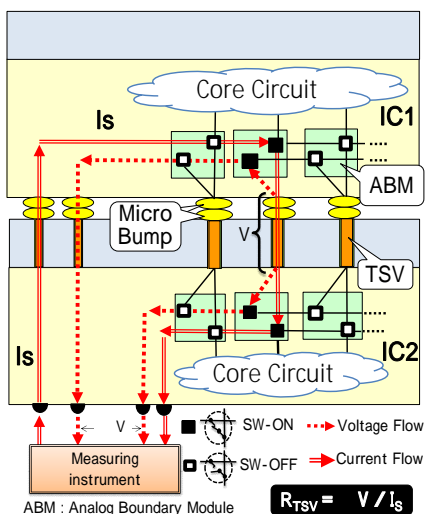 Core Circuit
Is
IC1
ABM
Micro
Bump
V
TSV
Is
IC2
Core Circuit
V
SW-ON
Voltage Flow
Measuring
instrument
SW-OFF
Current Flow
ABM : Analog Boundary Module
RTSV = V / IS